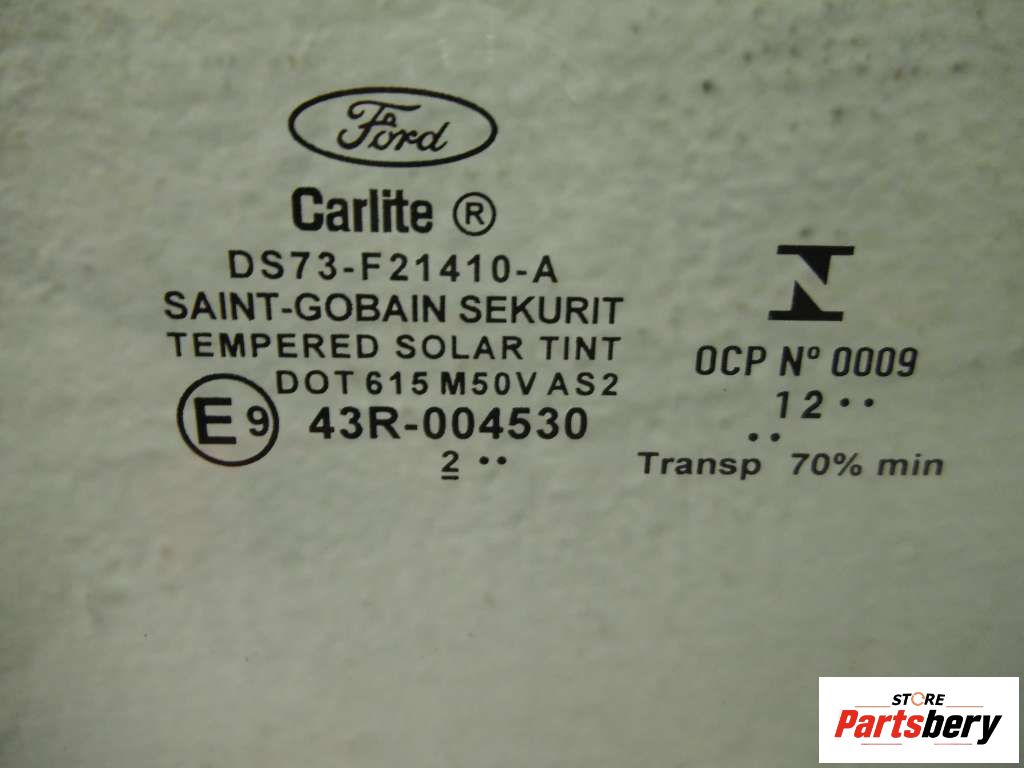 Ford
Carlite ®
DS73-F21410-A
SAINT-GOBAIN SEKURIT
TEMPERED SOLAR TINT
DOT 615 M50V AS2
E9 43R-004530
2 ••
OCP Nº 0009
12 ••
••
Transp 70% min
STORE
Partsbery